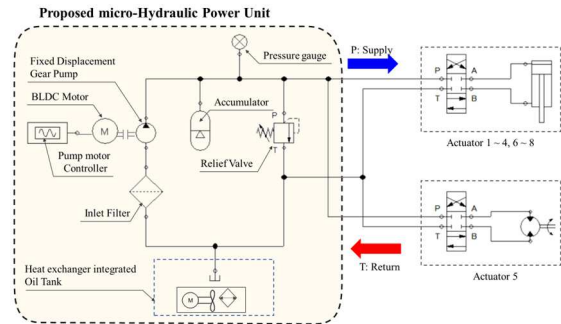 Proposed micro-Hydraulic Power Unit
Pressure gauge
P: Supply
Fixed Displacement
Gear Pump
BLDC Motor
M
Pump motor
Controller
Accumulator
P
Relief Valve
T
Inlet Filter
Heat exchanger integrated
Oil Tank
M
P A
T B
Actuator 1 ~ 4, 6 ~ 8
P A
T B
Actuator 5
T: Return